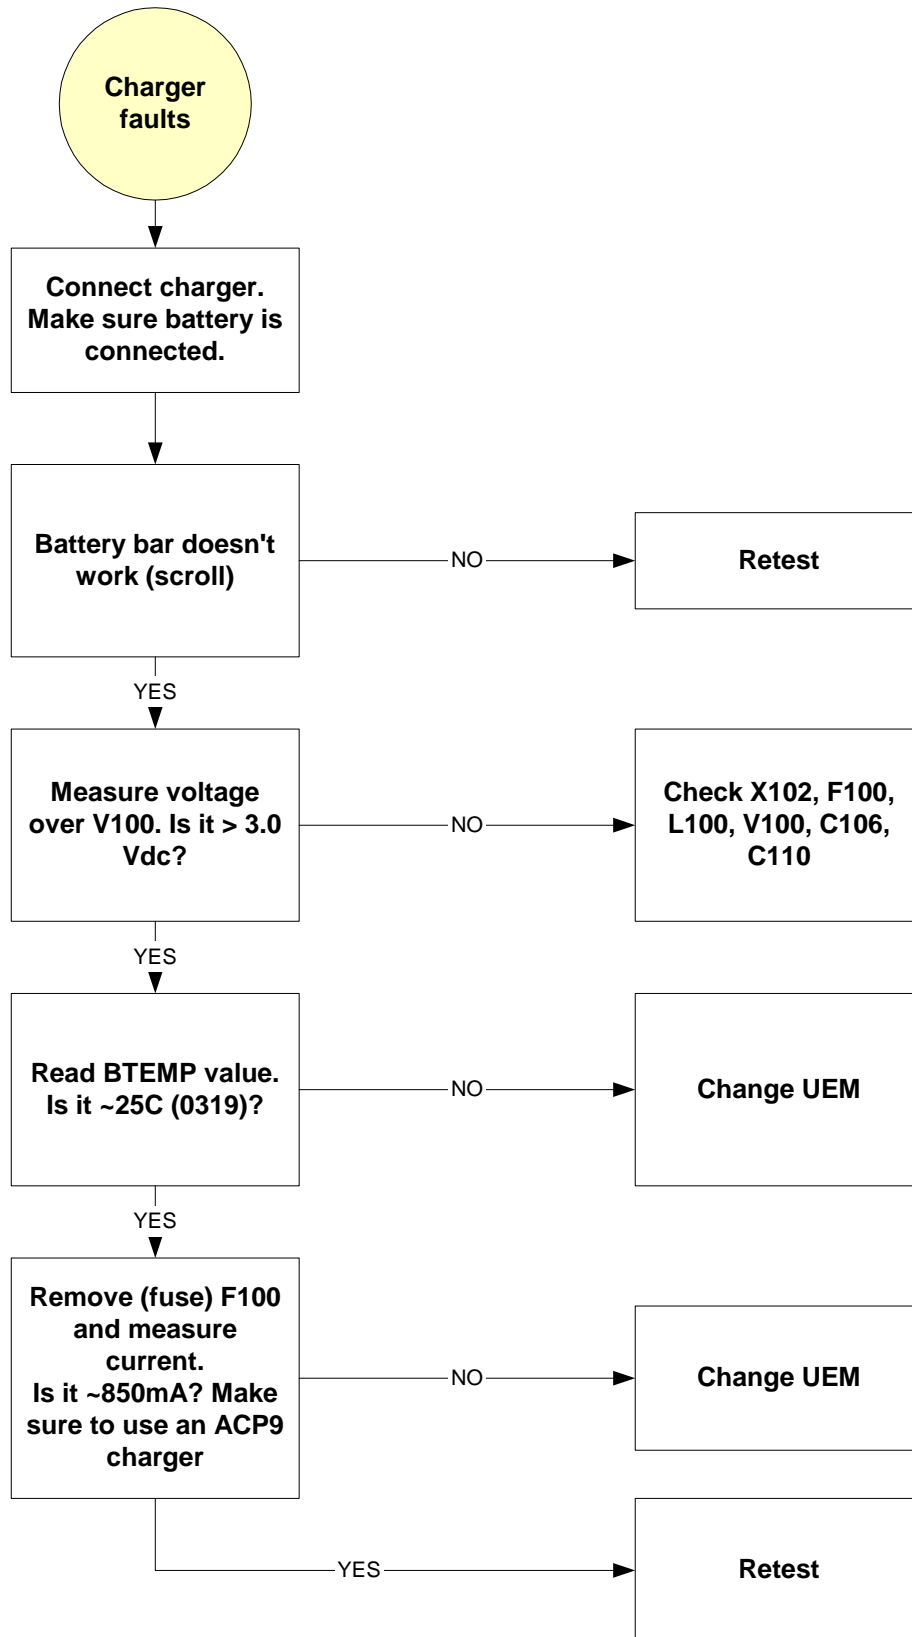 Charger
faults
Connect charger.
Make sure battery is
connected.
Battery bar doesn't
work (scroll)
NO
Retest
YES
Measure voltage
over V100. Is it > 3.0
Vdc?
NO
Check X102, F100,
L100, V100, C106,
C110
YES
Read BTEMP value.
Is it ~25C (0319)?
NO
Change UEM
YES
Remove (fuse) F100
and measure
current.
Is it ~850mA? Make
sure to use an ACP9
charger
NO
Change UEM
YES
Retest